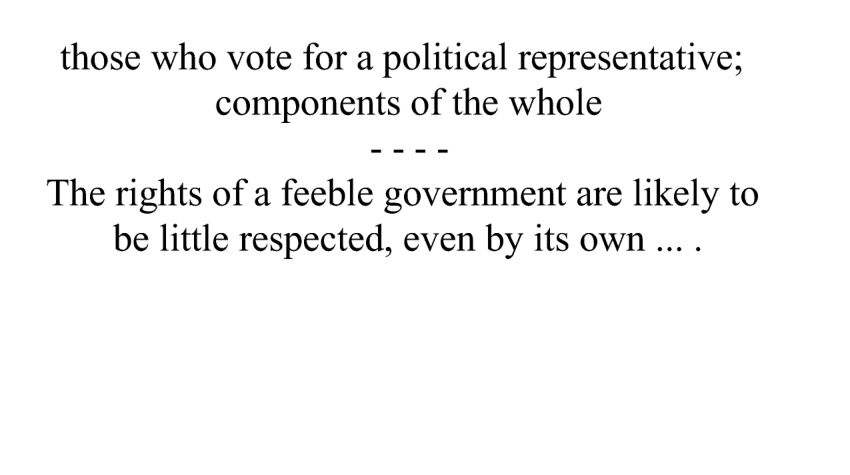 those who vote for a political representative;
components of the whole
- - - -
The rights of a feeble government are likely to
be little respected, even by its own ... .